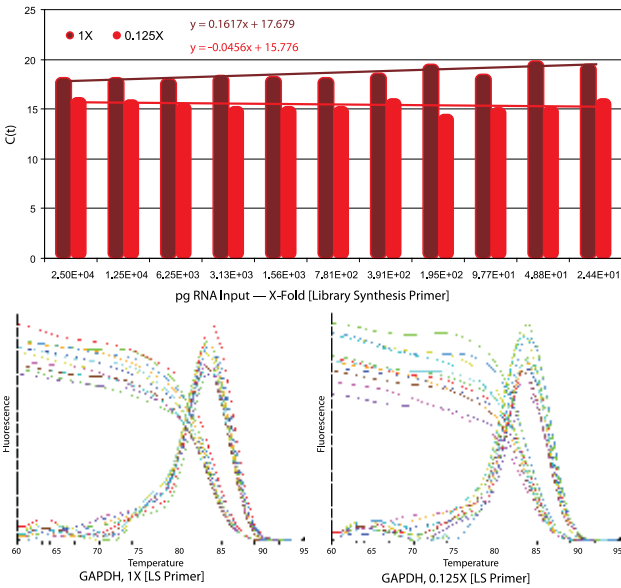 25
20
15
10
5
0
C(t)
1X
0.125X
y = 0.1617x + 17.679
y = -0.0456x + 15.776
2.50E+04 1.25E+04 6.25E+03 3.13E+03 1.56E+03 7.81E+02 3.91E+02 1.95E+02 9.77E+01 4.88E+01 2.44E+01
pg RNA Input — X-Fold [Library Synthesis Primer]
Fluorescence
60 65 70 75 80 85 90 95
Temperature
GAPDH, 1X [LS Primer]
Fluorescence
60 65 70 75 80 85 90 95
Temperature
GAPDH, 0.125X [LS Primer]